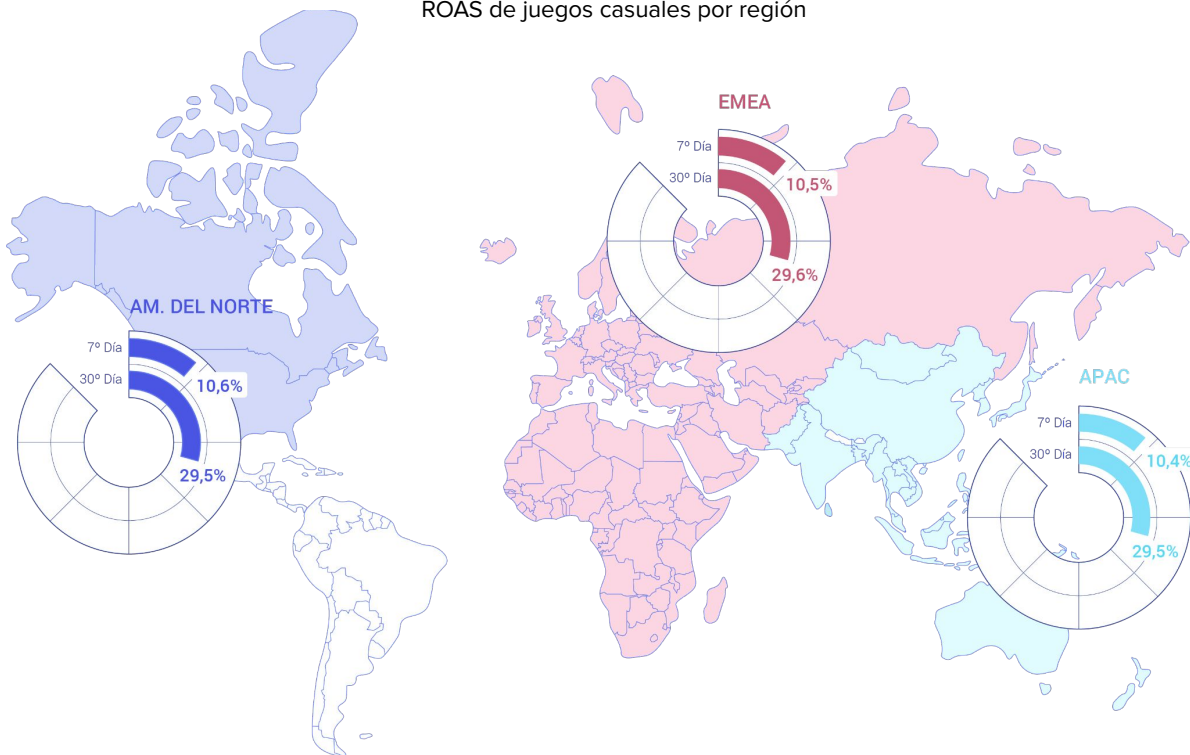 ROAS de juegos casuales por región
EMEA
7º Día
30º Día
10,5%
29,6%
AM. DEL NORTE
7º Día
30º Día
10,6%
29,5%
APAC
7º Día
30º Día
10,4%
29,5%